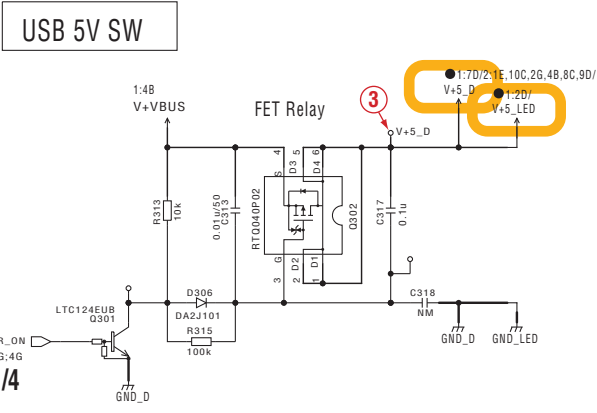 USB 5V SW
1:4B
V+VBUS
FET Relay
3
V+5_D
1:7D/2:1E,10C,2G,4B,8C,9D/
V+5_D
1:2D/
V+5_LED
R313
10k
0.01u/50
C313
S 4
D3 5
D4 6
RTQ040P02
Q302
G 3
D2 2
D1 1
C317
0.1u
D306
DA2J101
R315
100k
LTC124EUB
Q301
R_ON
G;4G
/4
GND_D
C318
NM
GND_D
GND_LED